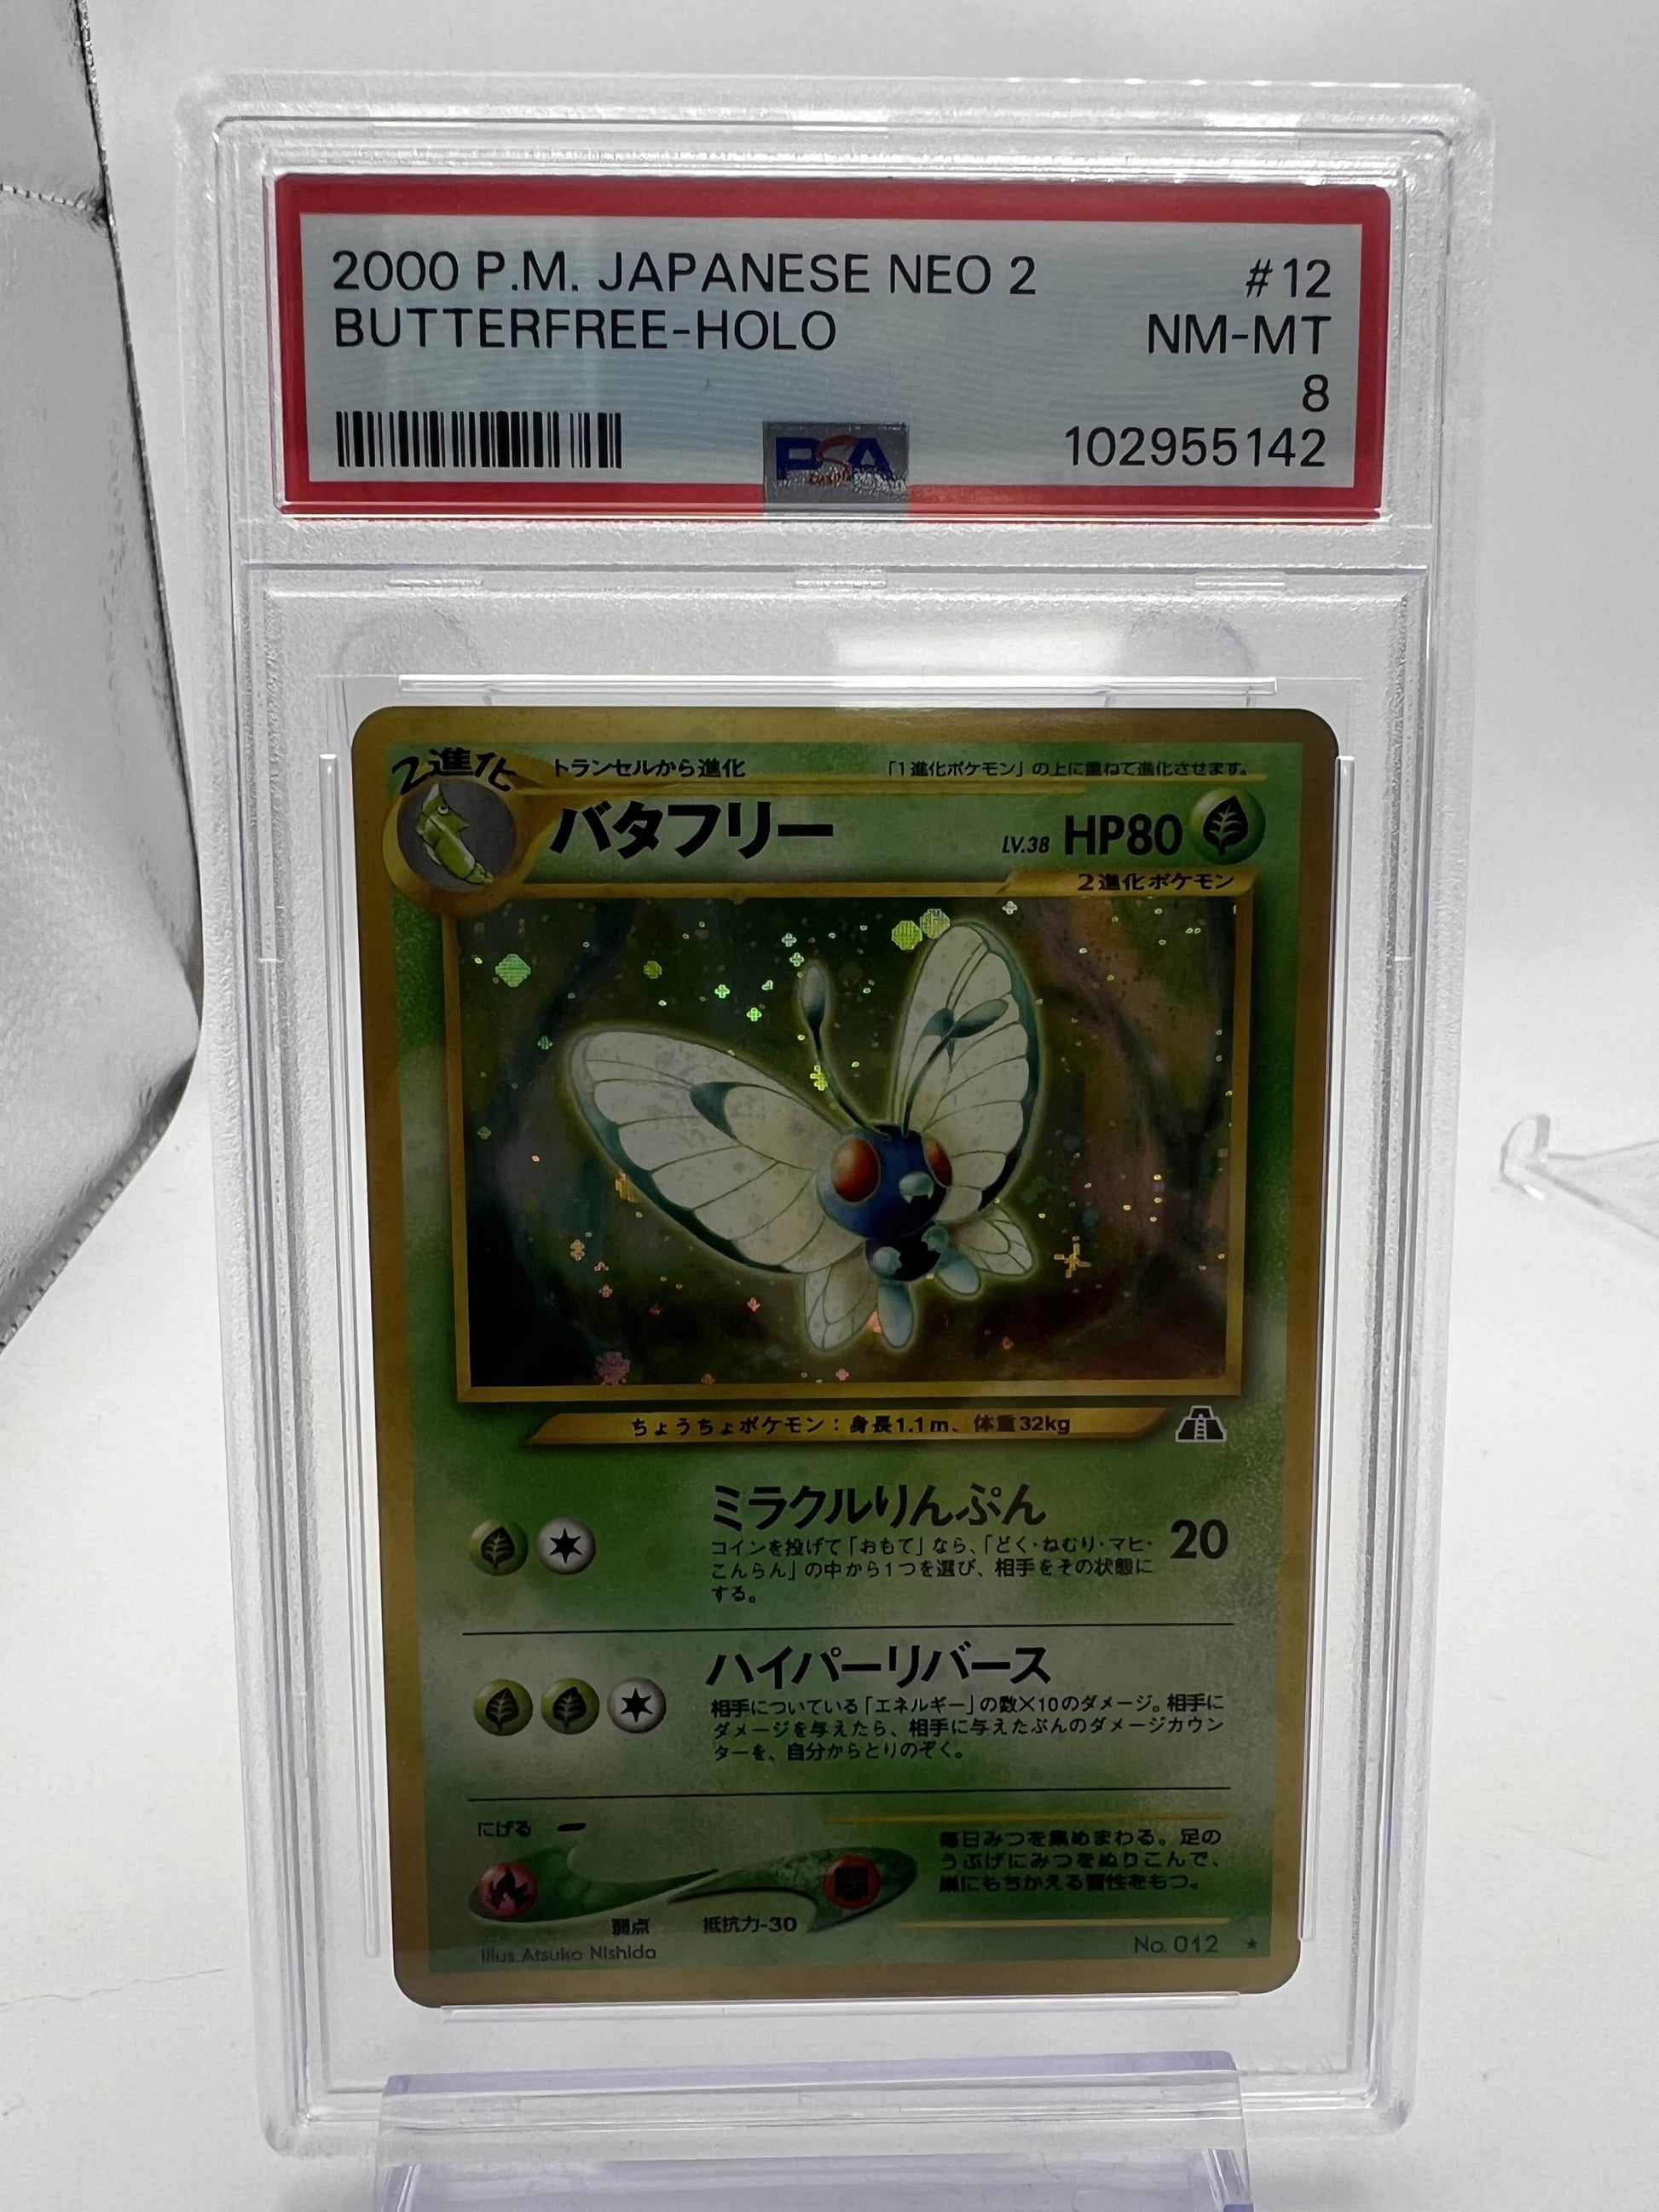 2000 P.M. JAPANESE NEO 2 #12
BUTTERFREE-HOLO NM-MT
8
PSA 102955142
2進化 トランセルから進化 「1進化ポケモン」の上に重ねて進化させます。
バタフリー LV.38 HP80
2進化ポケモン
ちょうちょポケモン：身長1.1m、体重32kg
ミラクルりんぷん 20
コインを投げて「おもて」なら、「どく・ねむり・マヒ・
こんらん」の中から1つを選び、相手をその状態に
する。
ハイパーリバース
相手についている「エネルギー」の数×10のダメージ。相手に
ダメージを与えたら、相手に与えたぶんのダメージカウン
ターを、自分からとりのぞく。
にげる
弱点 抵抗力-30
毎日みつを集めまわる。足の
うぶげにみつをぬりこんで、
巣にもちかえる習性をもつ。
Illus. Atsuko Nishida No. 012 ★